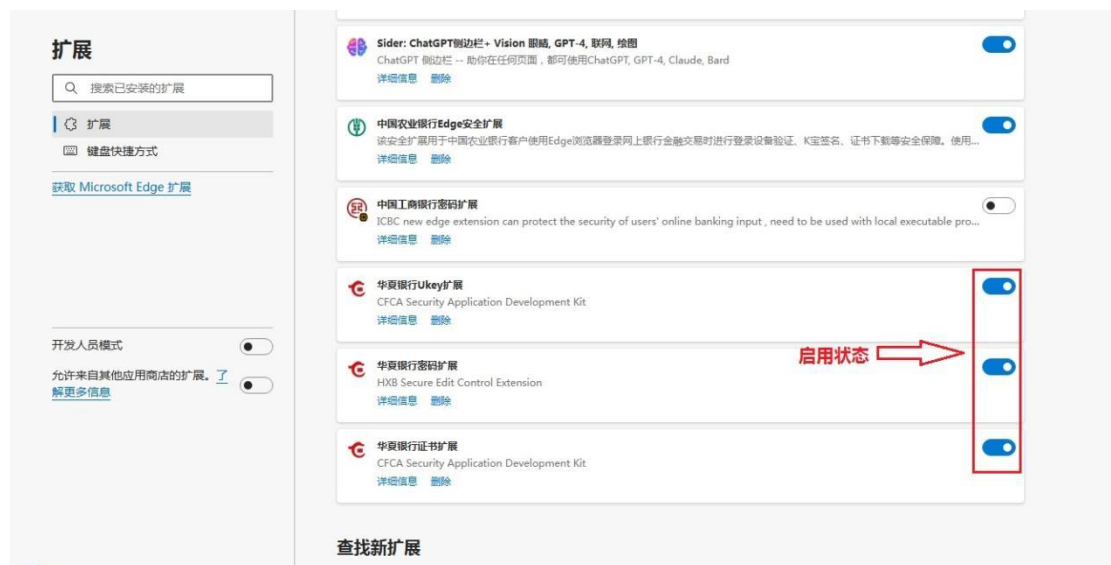 扩展
搜索已安装的扩展
扩展
键盘快捷方式
获取 Microsoft Edge 扩展
开发人员模式
允许来自其他应用商店的扩展。了
解更多信息
Sider: ChatGPT侧边栏+ Vision 眼睛, GPT-4, 联网, 绘图
ChatGPT 侧边栏 -- 助你在任何页面，都可使用ChatGPT, GPT-4, Claude, Bard
详细信息 删除
中国农业银行Edge安全扩展
该安全扩展用于中国农业银行客户使用Edge浏览器登录网上银行金融交易时进行登录设备验证、K宝签名、证书下载等安全保障。使用...
详细信息 删除
中国工商银行密码扩展
ICBC new edge extension can protect the security of users' online banking input , need to be used with local executable pro...
详细信息 删除
华夏银行Ukey扩展
CFCA Security Application Development Kit
详细信息 删除
华夏银行密码扩展
HXB Secure Edit Control Extension
详细信息 删除
启用状态
华夏银行证书扩展
CFCA Security Application Development Kit
详细信息 删除
查找新扩展